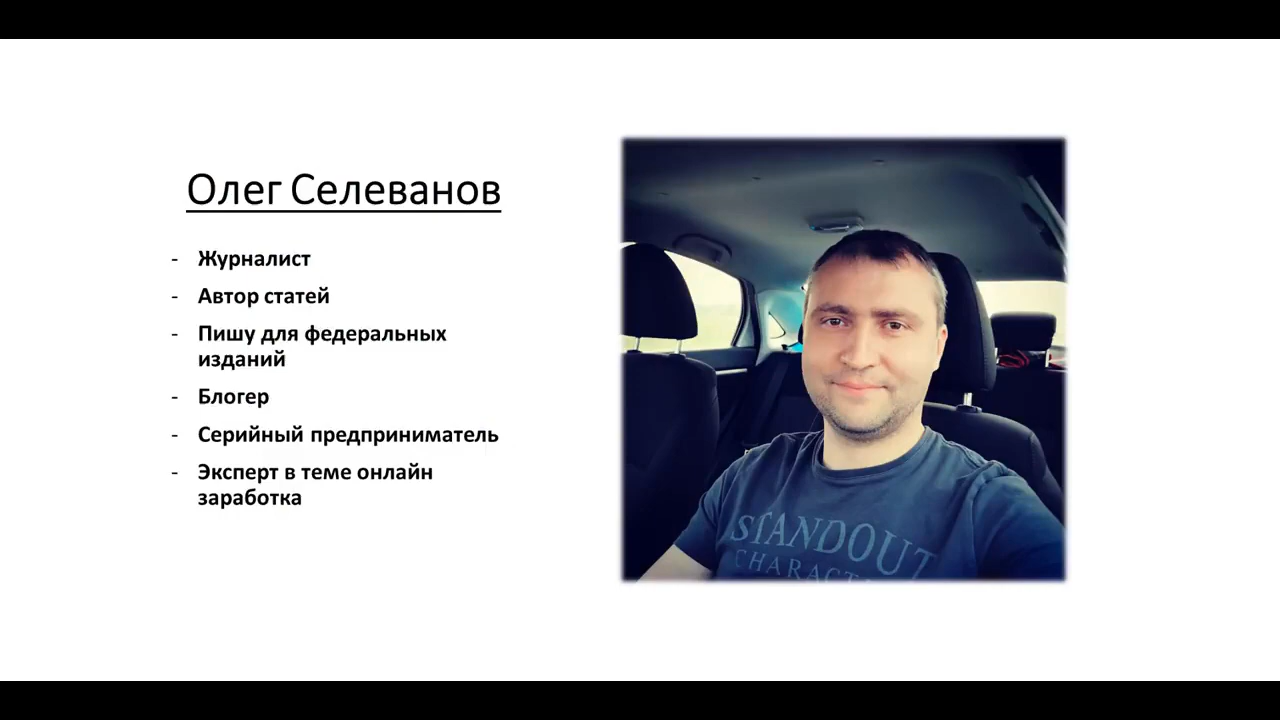 Олег Селеванов
- Журналист
- Автор статей
- Пишу для федеральных
изданий
- Блогер
- Серийный предприниматель
- Эксперт в теме онлайн
заработка
STANDOUT